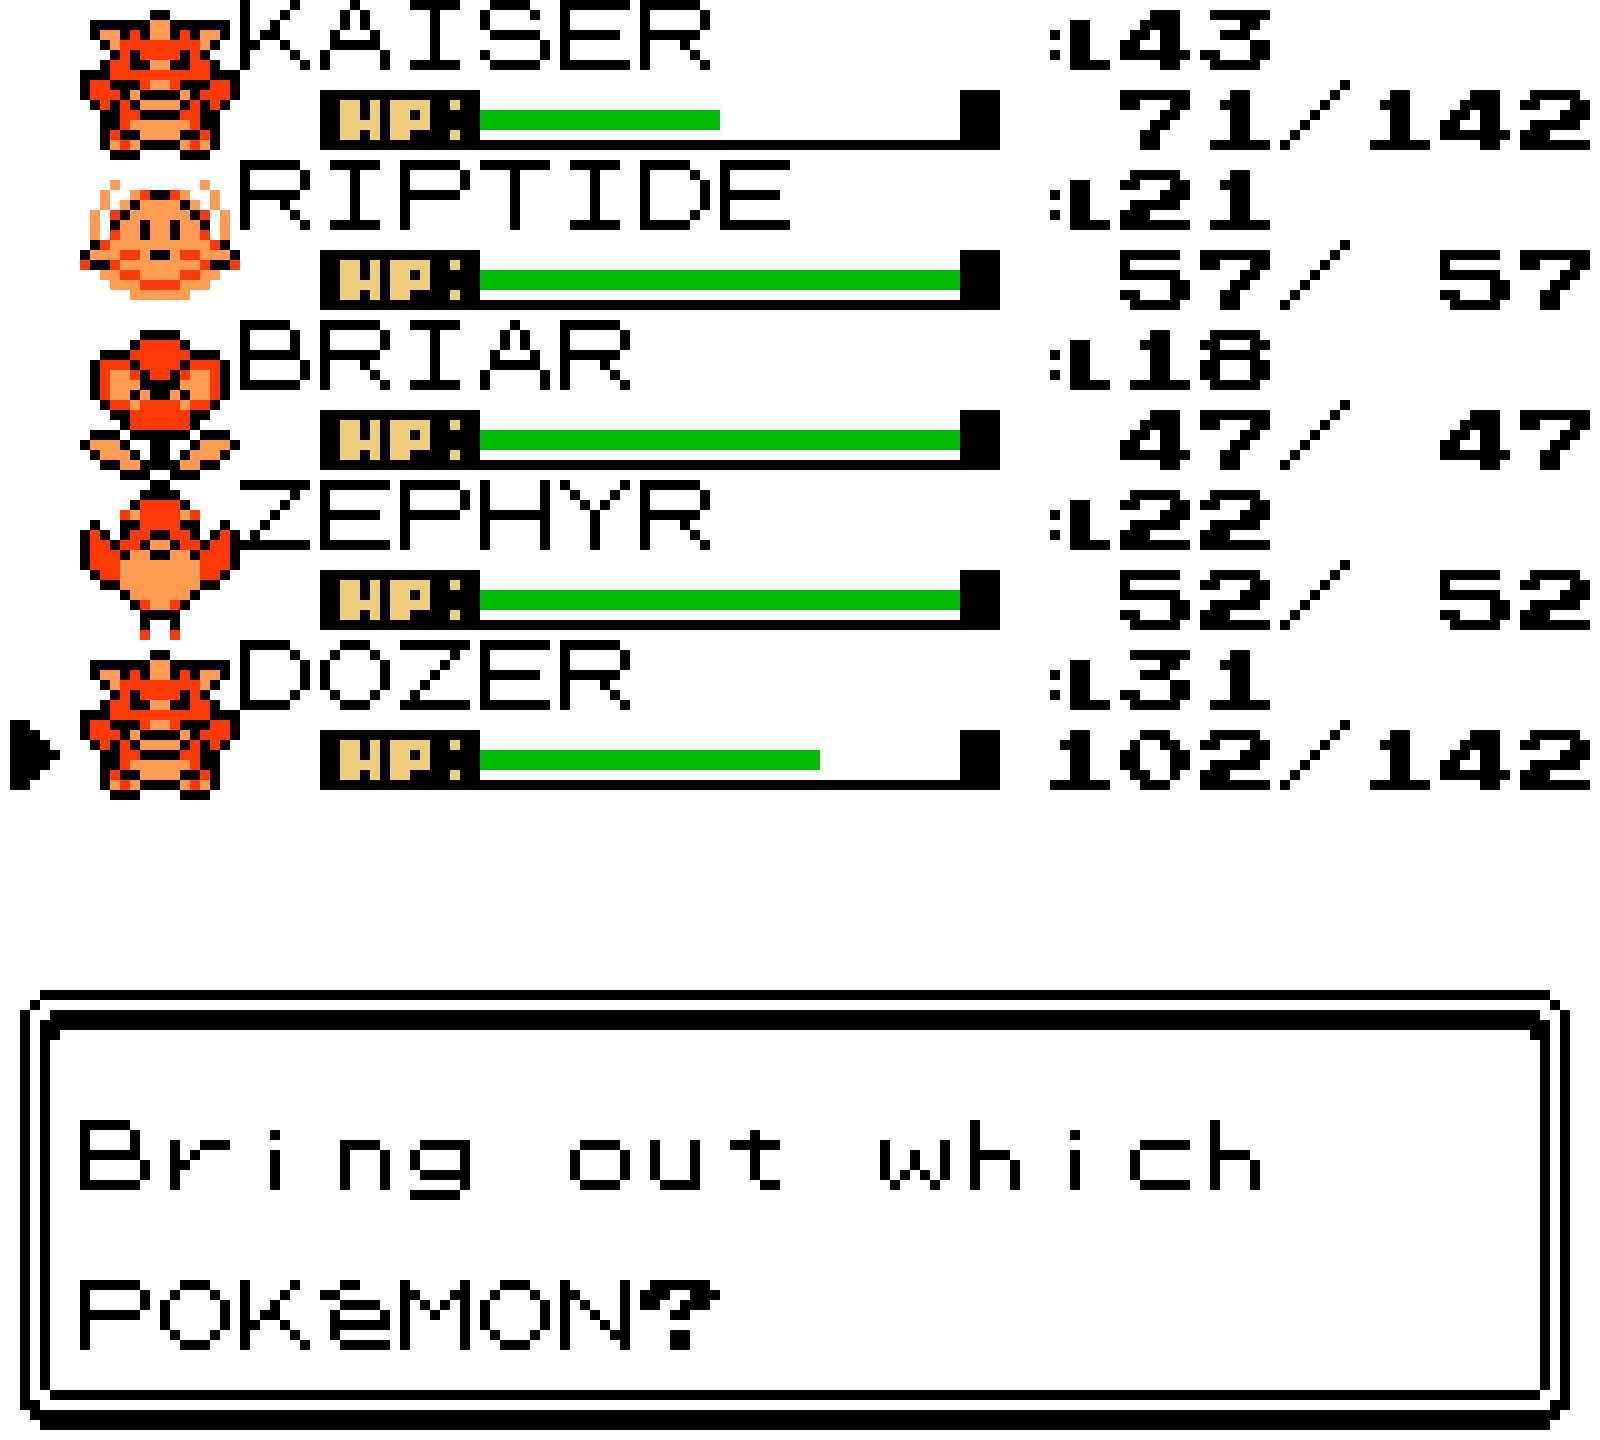 KAISER :L43
HP: 71/142
RIPTIDE :L21
HP: 57/ 57
BRIAR :L18
HP: 47/ 47
ZEPHYR :L22
HP: 52/ 52
DOZER :L31
HP: 102/142
Bring out which
POKéMON?